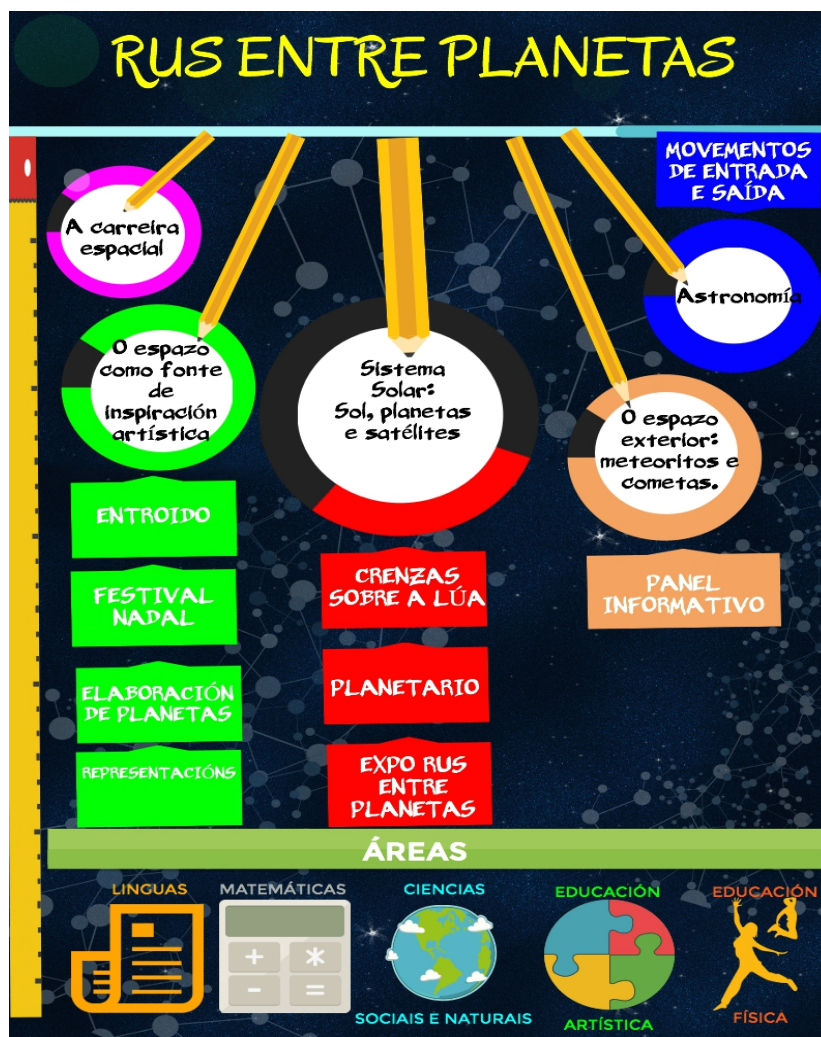 RUS ENTRE PLANETAS
A carreira
espacial
O espazo
como fonte
de
inspiración
artística
ENTROIDO
FESTIVAL
NADAL
ELABORACIÓN
DE PLANETAS
REPRESENTACIÓNS
Sistema
Solar:
Sol, planetas
e satélites
CRENZAS
SOBRE A LÚA
PLANETARIO
EXPO RUS
ENTRE
PLANETAS
MOVEMENTOS
DE ENTRADA
E SAÍDA
Astronomía
O espazo
exterior:
meteoritos e
cometas.
PANEL
INFORMATIVO
ÁREAS
LINGUAS
MATEMÁTICAS
+ *
- =
CIENCIAS
SOCIAIS E NATURAIS
EDUCACIÓN
ARTÍSTICA
EDUCACIÓN
FÍSICA